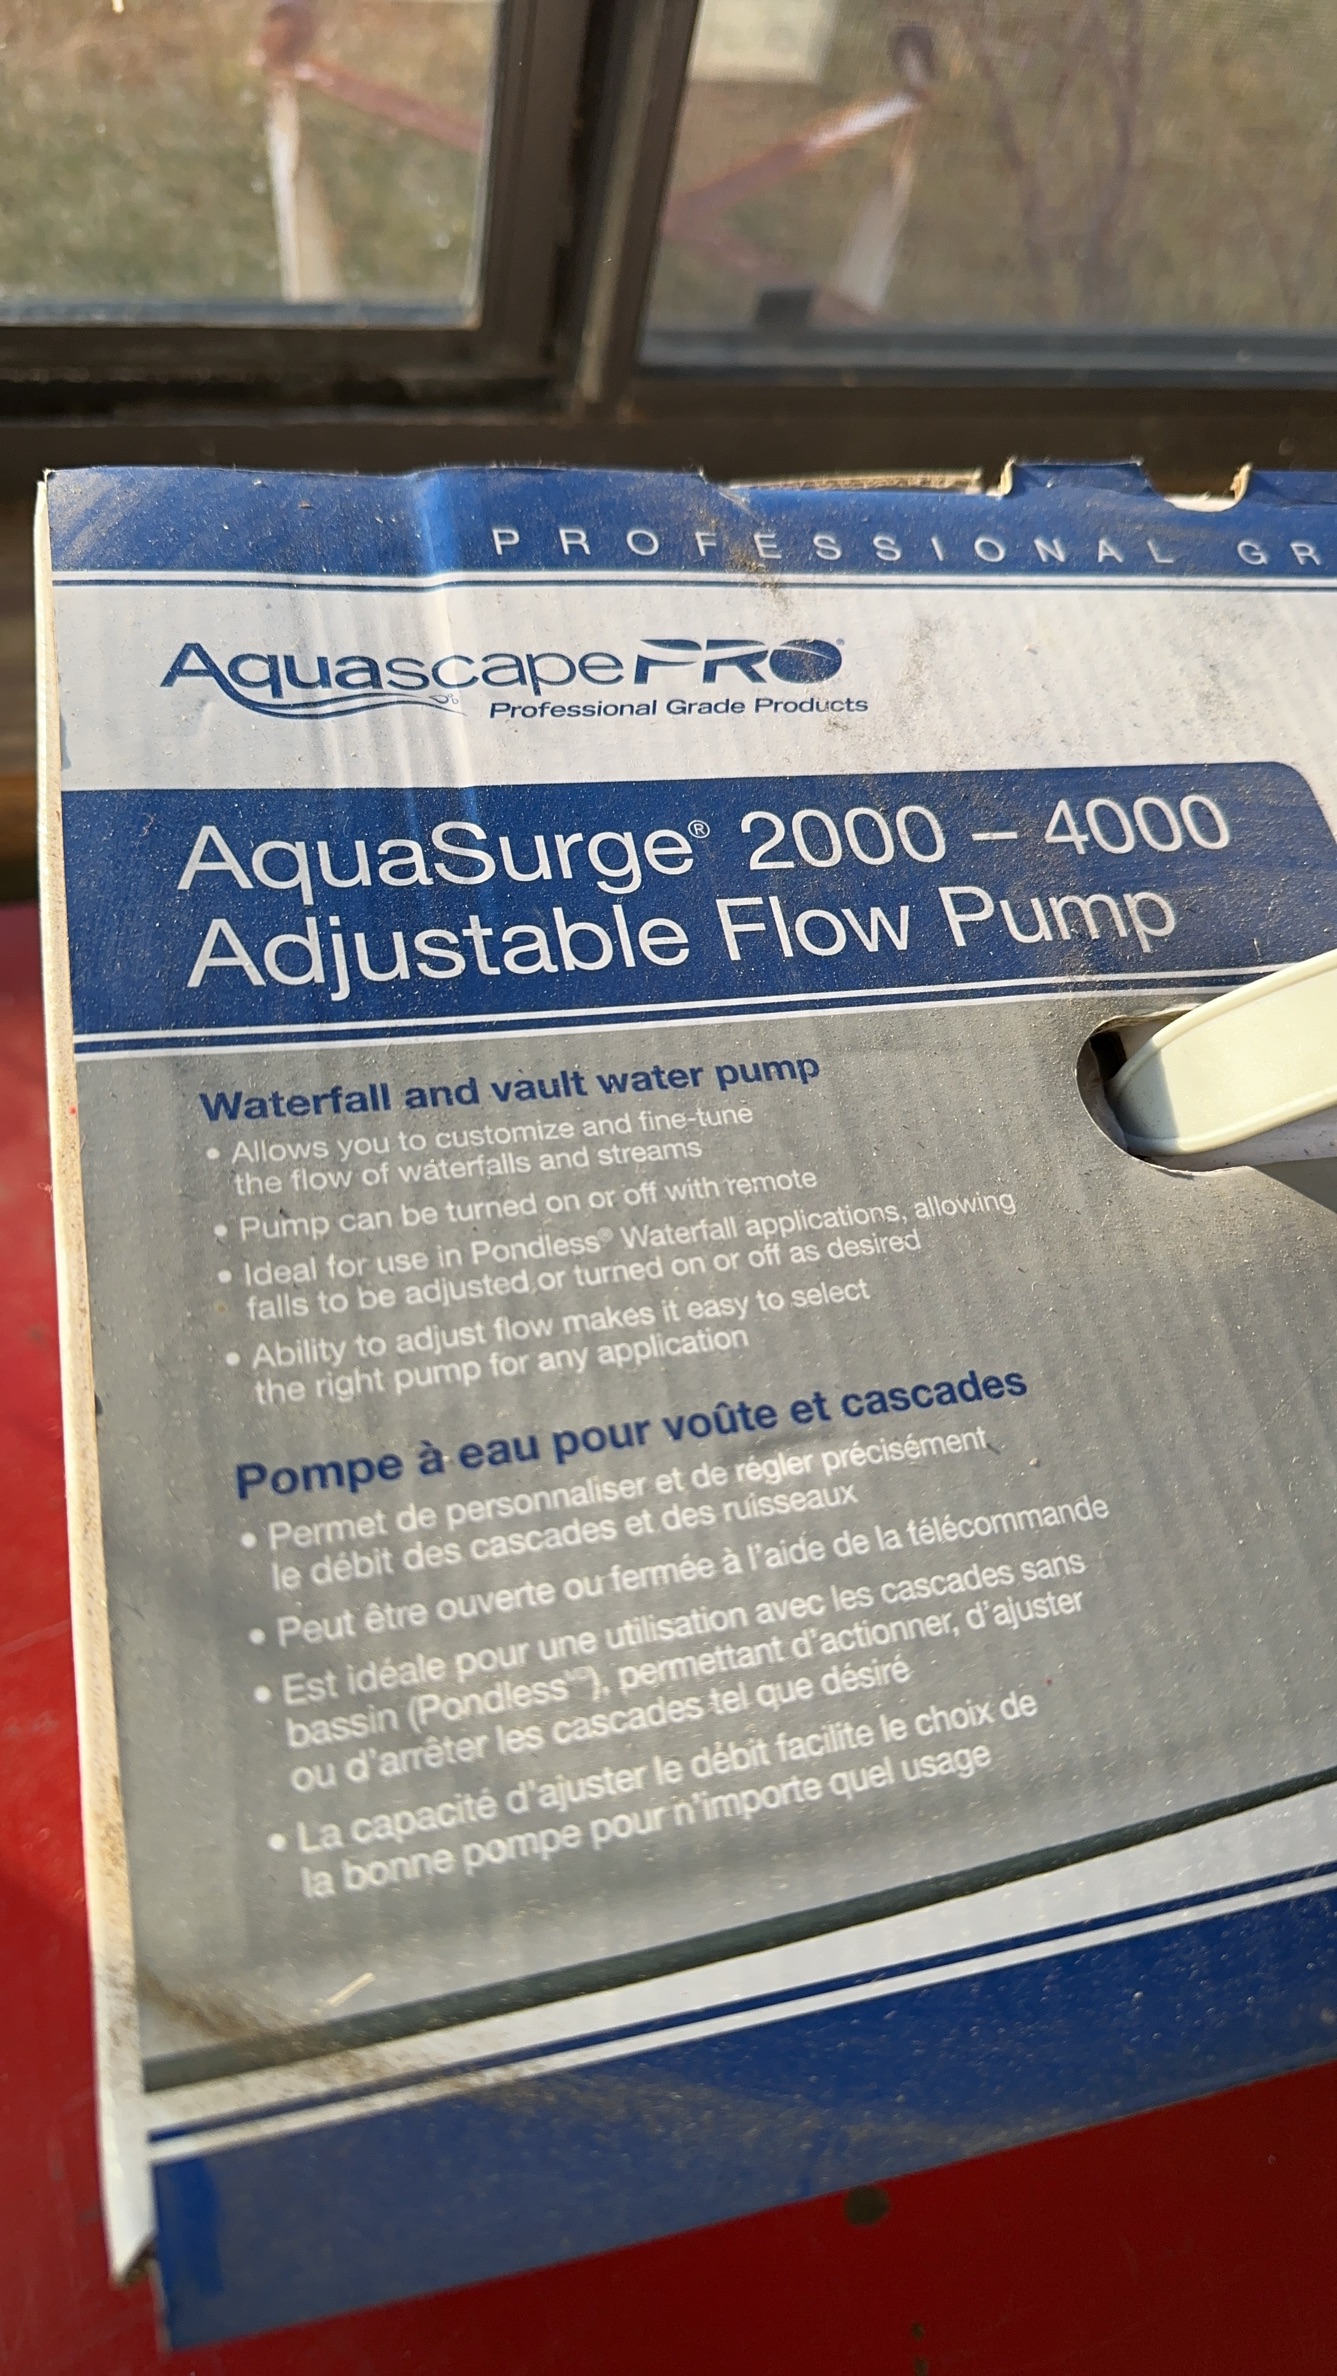 PROFESSIONAL GR
AquascapePRO®
Professional Grade Products
AquaSurge® 2000 – 4000
Adjustable Flow Pump
Waterfall and vault water pump
• Allows you to customize and fine-tune
the flow of waterfalls and streams
• Pump can be turned on or off with remote
• Ideal for use in Pondless® Waterfall applications, allowing
falls to be adjusted or turned on or off as desired
• Ability to adjust flow makes it easy to select
the right pump for any application
Pompe à eau pour voûte et cascades
• Permet de personnaliser et de régler précisément
le débit des cascades et des ruisseaux
• Peut être ouverte ou fermée à l'aide de la télécommande
• Est idéale pour une utilisation avec les cascades sans
bassin (Pondless), permettant d'actionner, d'ajuster
ou d'arrêter les cascades tel que désiré
• La capacité d'ajuster le débit facilite le choix de
la bonne pompe pour n'importe quel usage